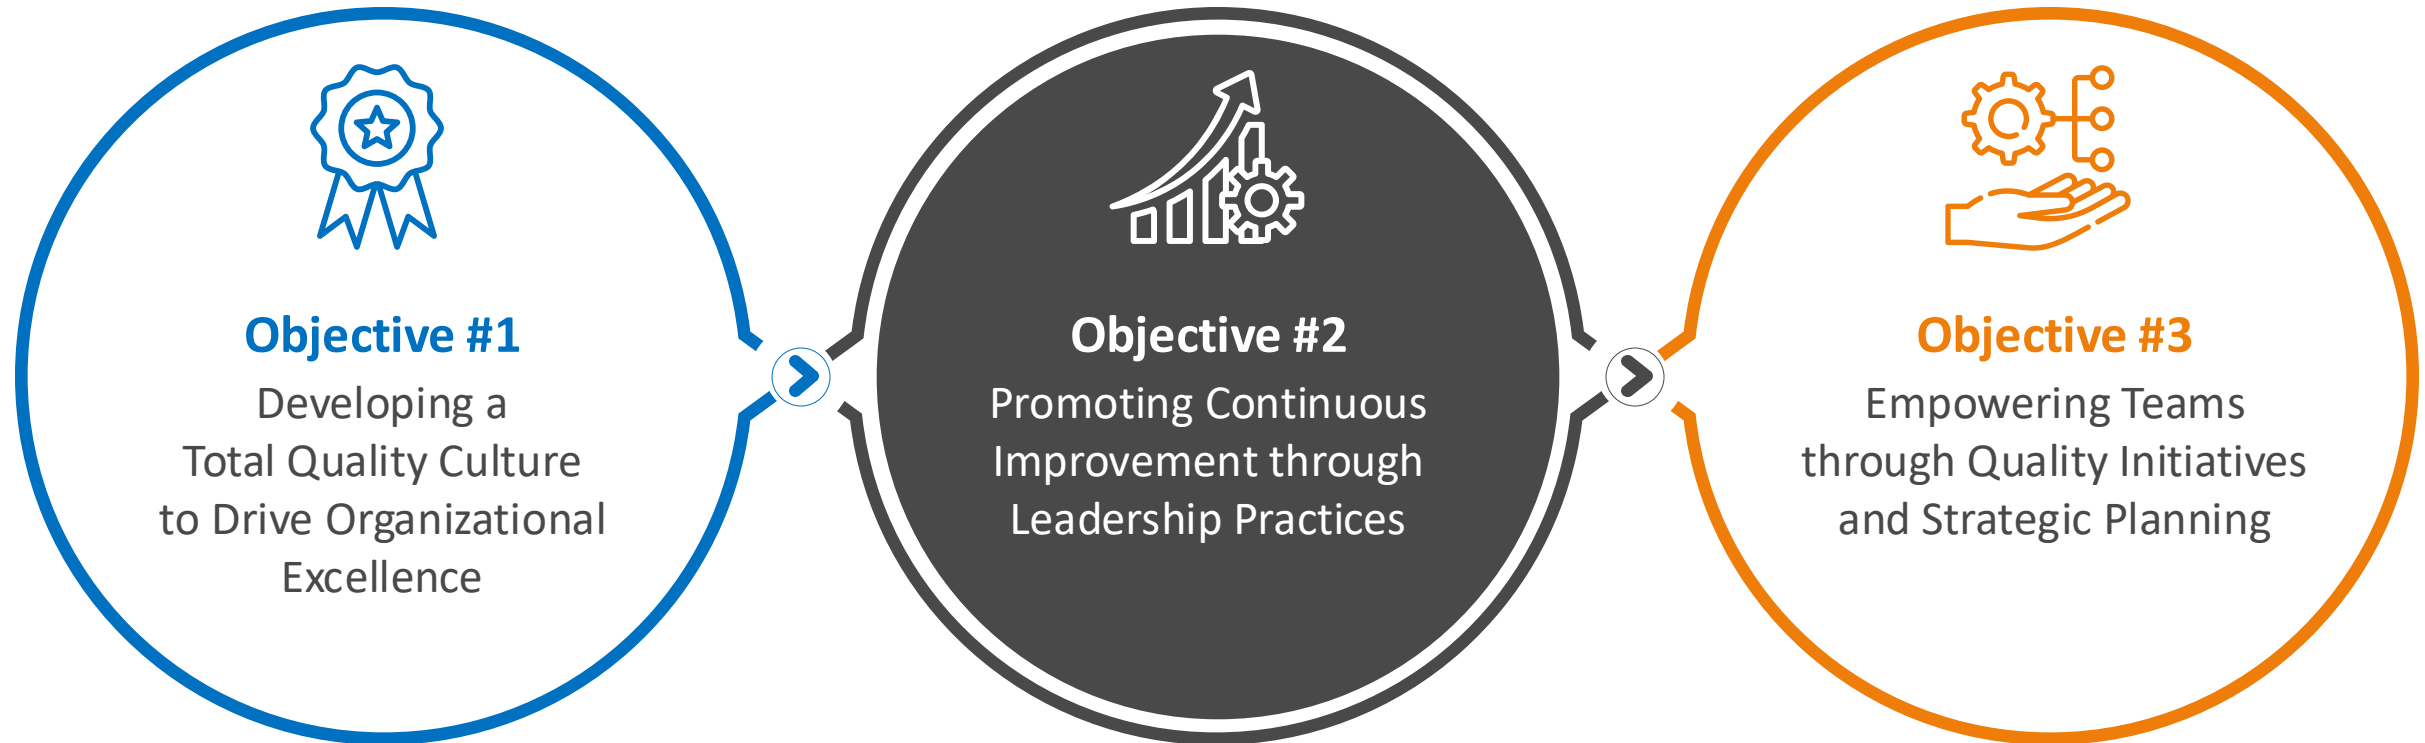 Objective #1
Developing a
Total Quality Culture
to Drive Organizational
Excellence
Objective #2
Promoting Continuous
Improvement through
Leadership Practices
Objective #3
Empowering Teams
through Quality Initiatives
and Strategic Planning